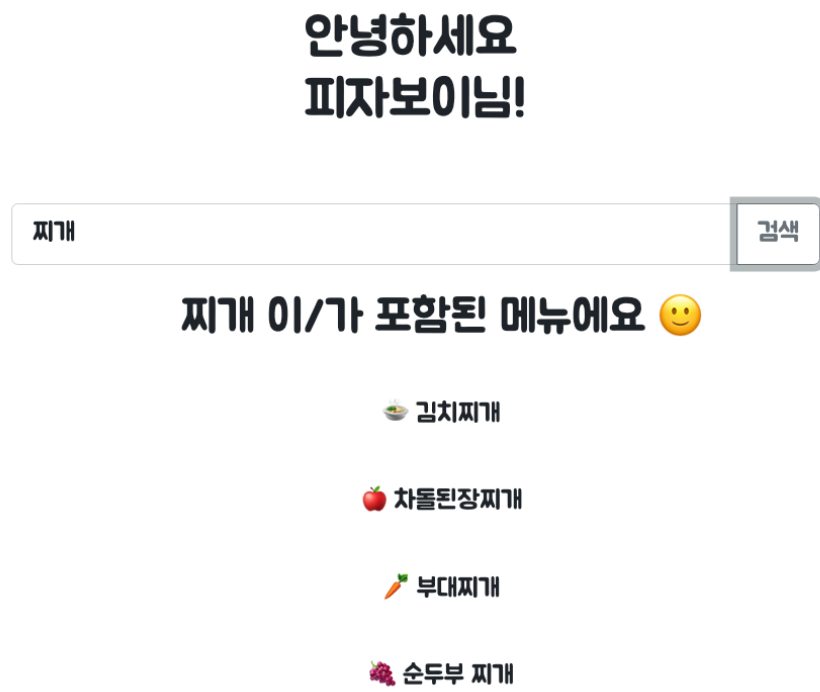 안녕하세요
피자보이님!
찌개
검색
찌개 이/가 포함된 메뉴에요 🙂
🍲 김치찌개
🍎 차돌된장찌개
🥕 부대찌개
🍇 순두부 찌개